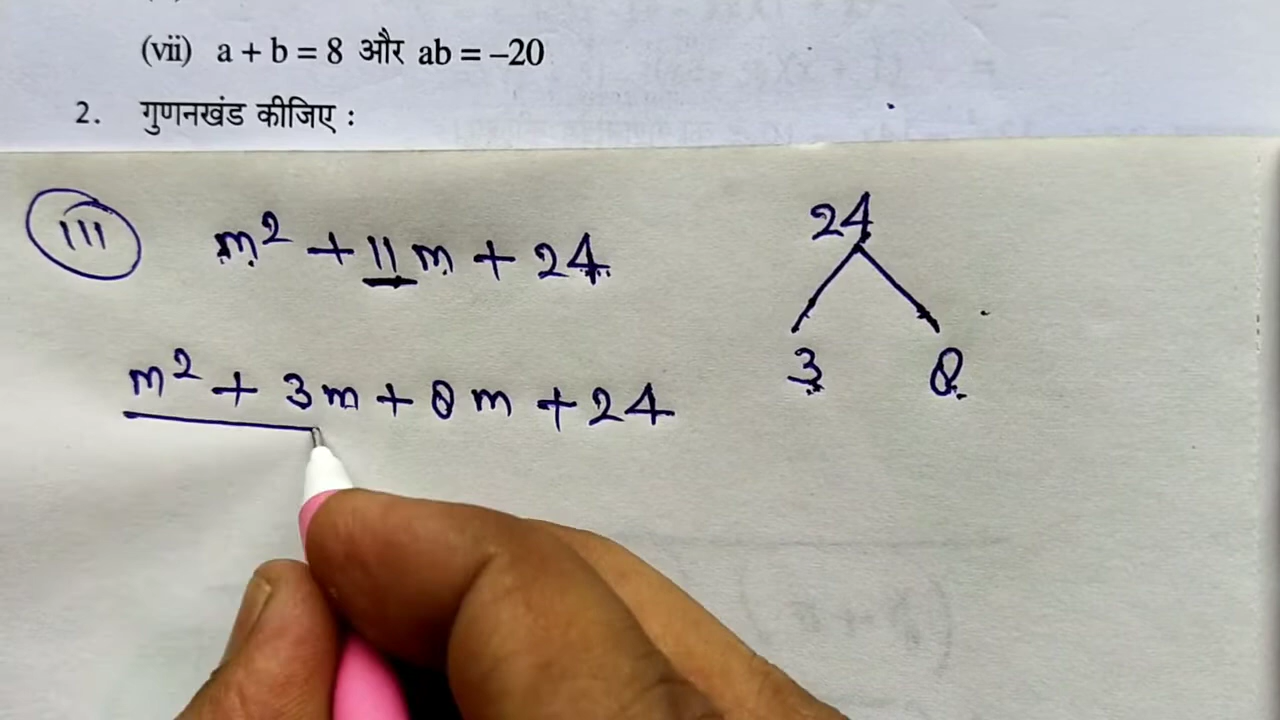 (vii) a + b = 8 और ab = –20
2. गुणनखंड कीजिए :
III m² + 11m + 24
24
3 8
m² + 3m + 8m + 24